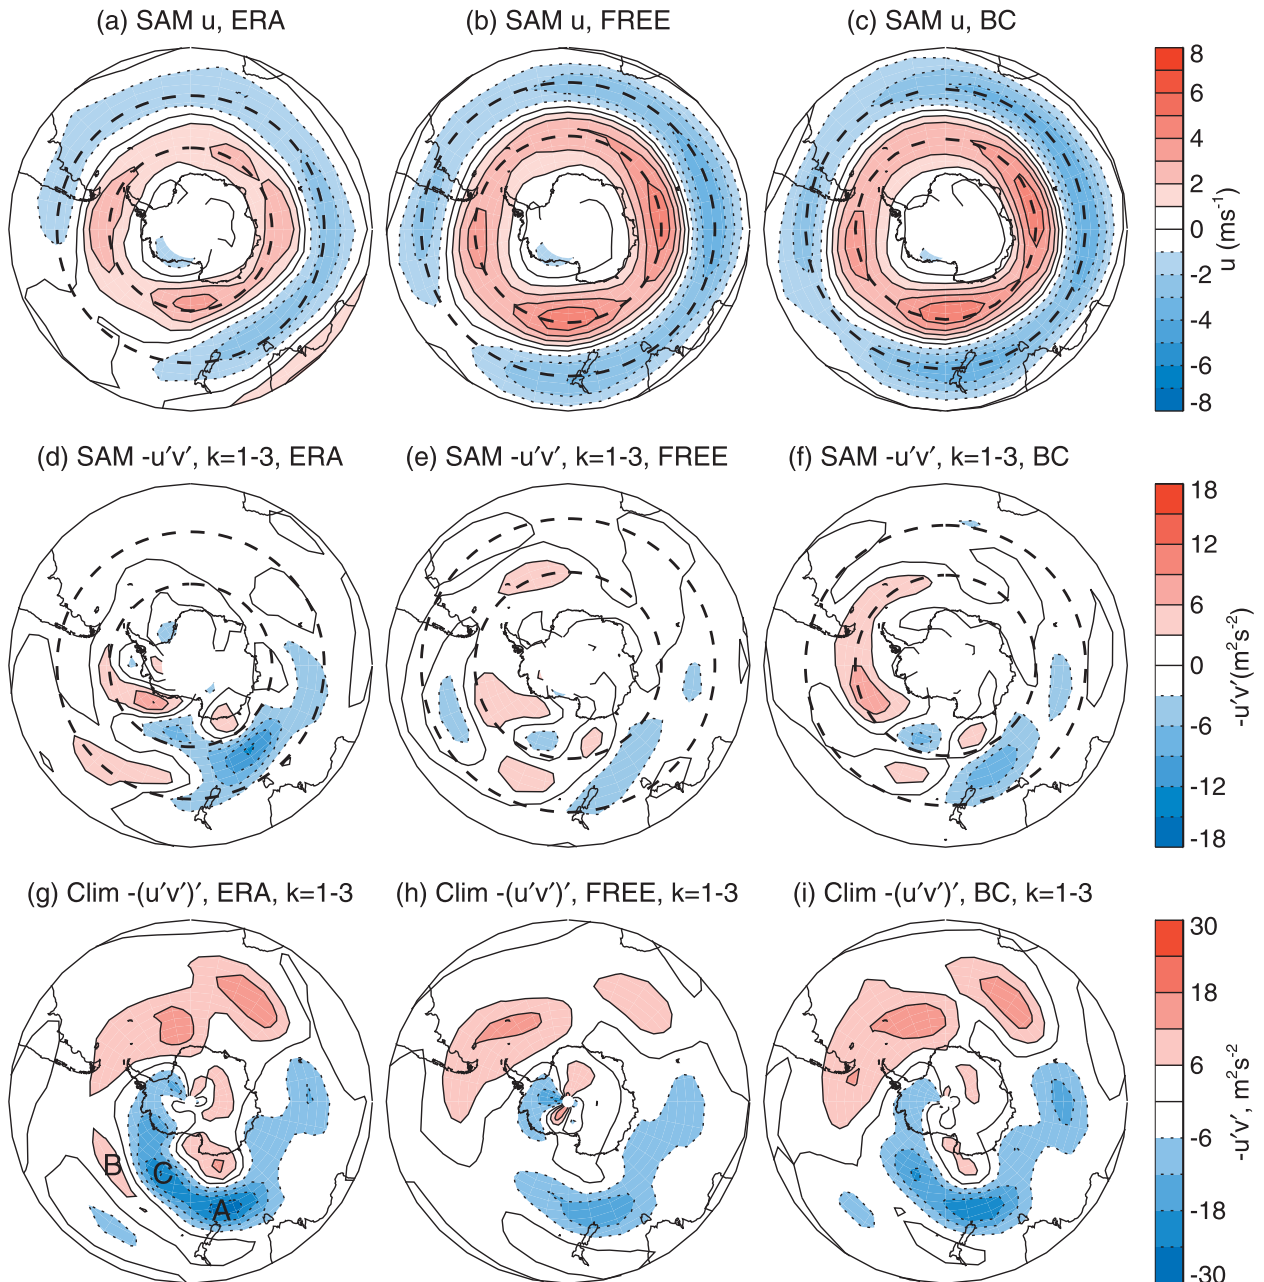 (a) SAM u, ERA
(b) SAM u, FREE
(c) SAM u, BC
8
6
4
2
0
-2
-4
-6
-8
u (ms⁻¹)
(d) SAM -u′v′, k=1-3, ERA
(e) SAM -u′v′, k=1-3, FREE
(f) SAM -u′v′, k=1-3, BC
18
12
6
0
-6
-12
-18
-u′v′(m²s⁻²)
(g) Clim -(u′v′)′, ERA, k=1-3
(h) Clim -(u′v′)′, FREE, k=1-3
(i) Clim -(u′v′)′, BC, k=1-3
B
C
A
30
18
6
-6
-18
-30
-u′v′, m²s⁻²